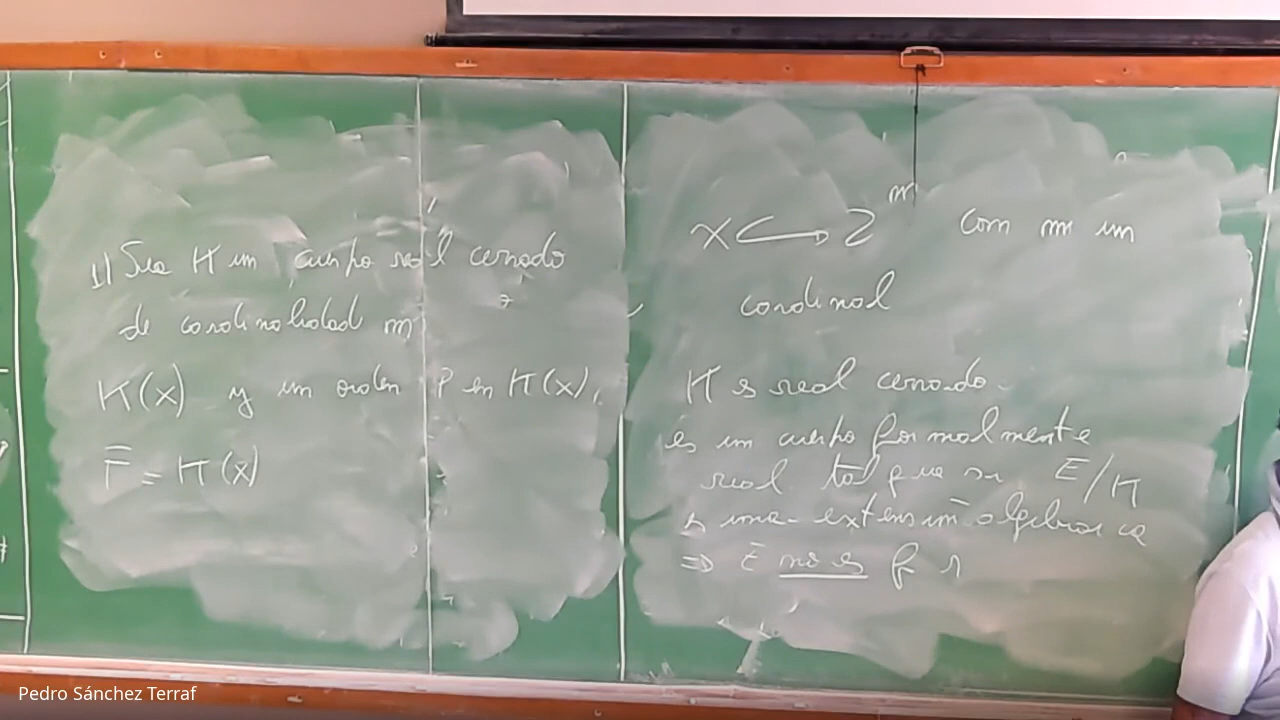 1) Sea K un cuerpo real cerrado
de cardinalidad m
K(x) y un orden P en K(x),
F = K(x)
X ↪ 2^m con m un
cardinal
K es real cerrado.
es un cuerpo formalmente
real tal que si E/K
es una extensión algebraica
⇒ E no es f r
Pedro Sánchez Terraf